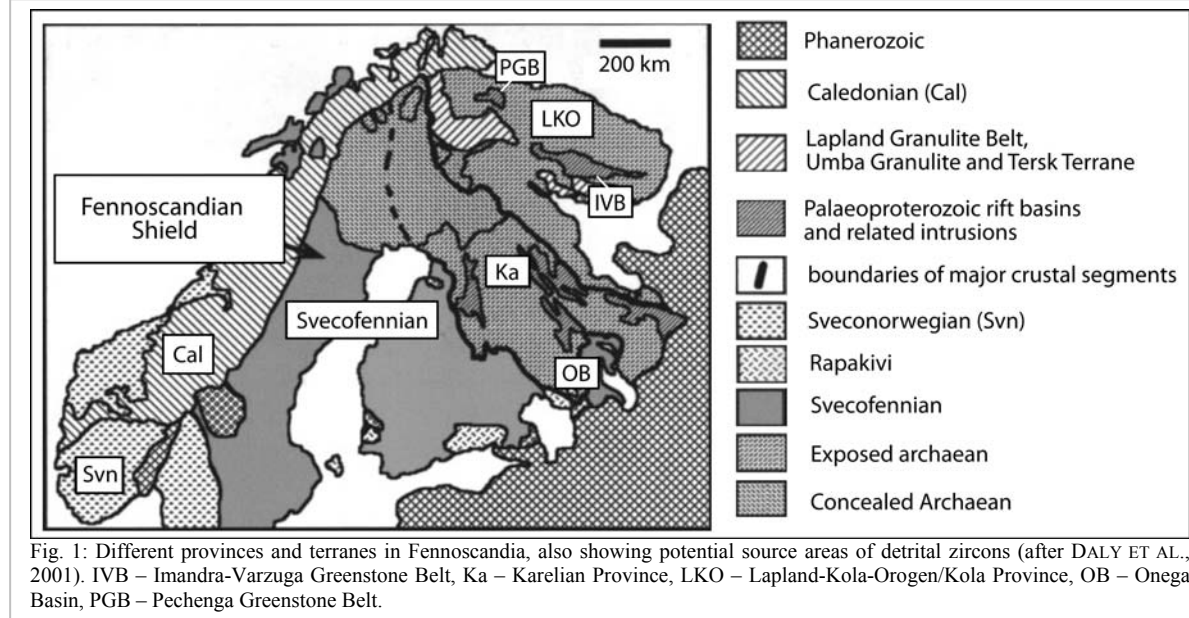 PGB
200 km
LKO
Fennoscandian
Shield
IVB
Ka
Svecofennian
Cal
OB
Svn
Phanerozoic
Caledonian (Cal)
Lapland Granulite Belt,
Umba Granulite and Tersk Terrane
Palaeoproterozoic rift basins
and related intrusions
boundaries of major crustal segments
Sveconorwegian (Svn)
Rapakivi
Svecofennian
Exposed archaean
Concealed Archaean
Fig. 1: Different provinces and terranes in Fennoscandia, also showing potential source areas of detrital zircons (after DALY ET AL.,
2001). IVB – Imandra-Varzuga Greenstone Belt, Ka – Karelian Province, LKO – Lapland-Kola-Orogen/Kola Province, OB – Onega
Basin, PGB – Pechenga Greenstone Belt.